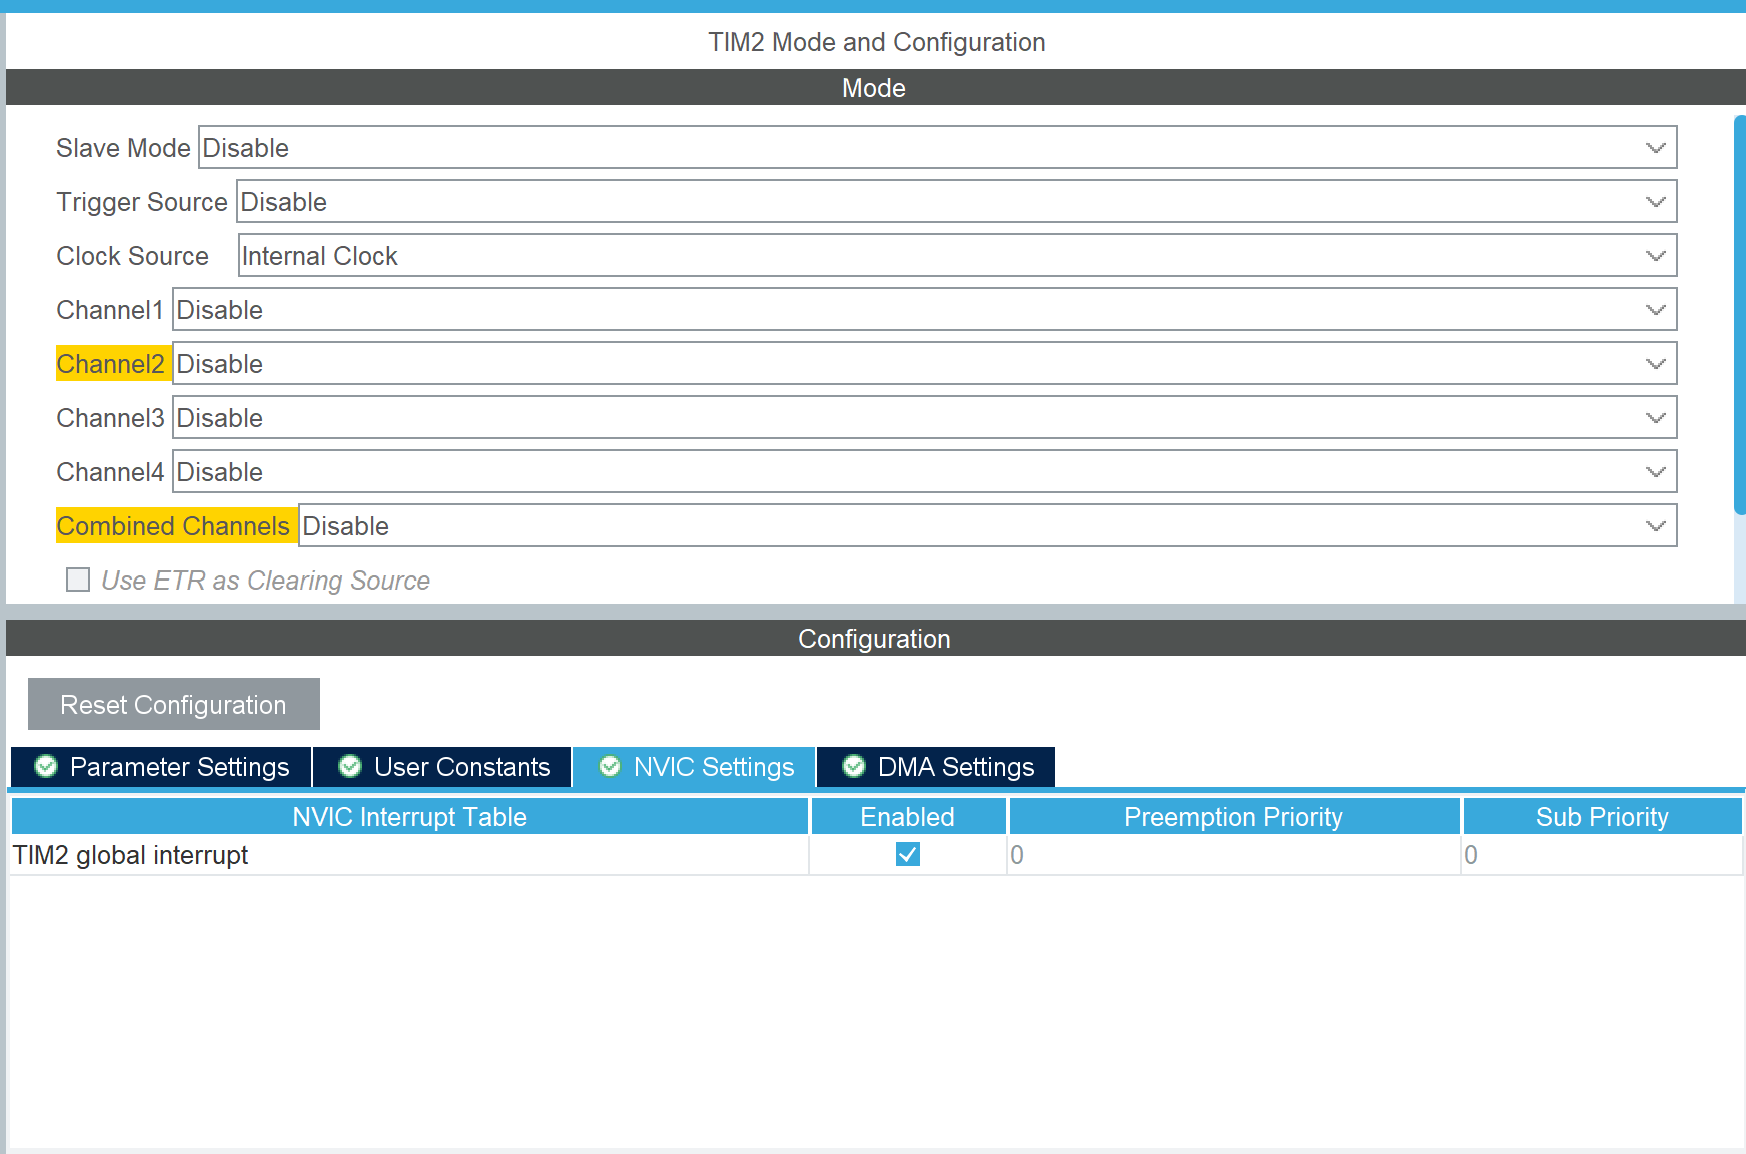 TIM2 Mode and Configuration
Mode
Slave Mode Disable
Trigger Source Disable
Clock Source Internal Clock
Channel1 Disable
Channel2 Disable
Channel3 Disable
Channel4 Disable
Combined Channels Disable
Use ETR as Clearing Source
Configuration
Reset Configuration
Parameter Settings User Constants NVIC Settings DMA Settings
NVIC Interrupt Table Enabled Preemption Priority Sub Priority
TIM2 global interrupt 0 0